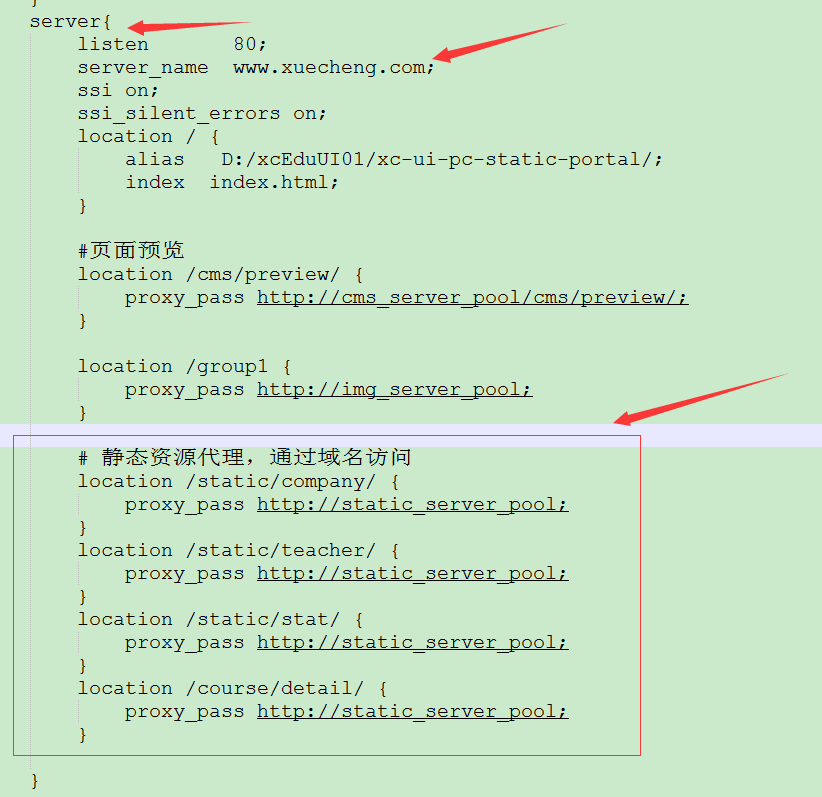 }
server{
listen 80;
server_name www.xuecheng.com;
ssi on;
ssi_silent_errors on;
location / {
alias D:/xcEduUI01/xc-ui-pc-static-portal/;
index index.html;
}
#页面预览
location /cms/preview/ {
proxy_pass http://cms_server_pool/cms/preview/;
}
location /group1 {
proxy_pass http://img_server_pool;
}
# 静态资源代理，通过域名访问
location /static/company/ {
proxy_pass http://static_server_pool;
}
location /static/teacher/ {
proxy_pass http://static_server_pool;
}
location /static/stat/ {
proxy_pass http://static_server_pool;
}
location /course/detail/ {
proxy_pass http://static_server_pool;
}
}